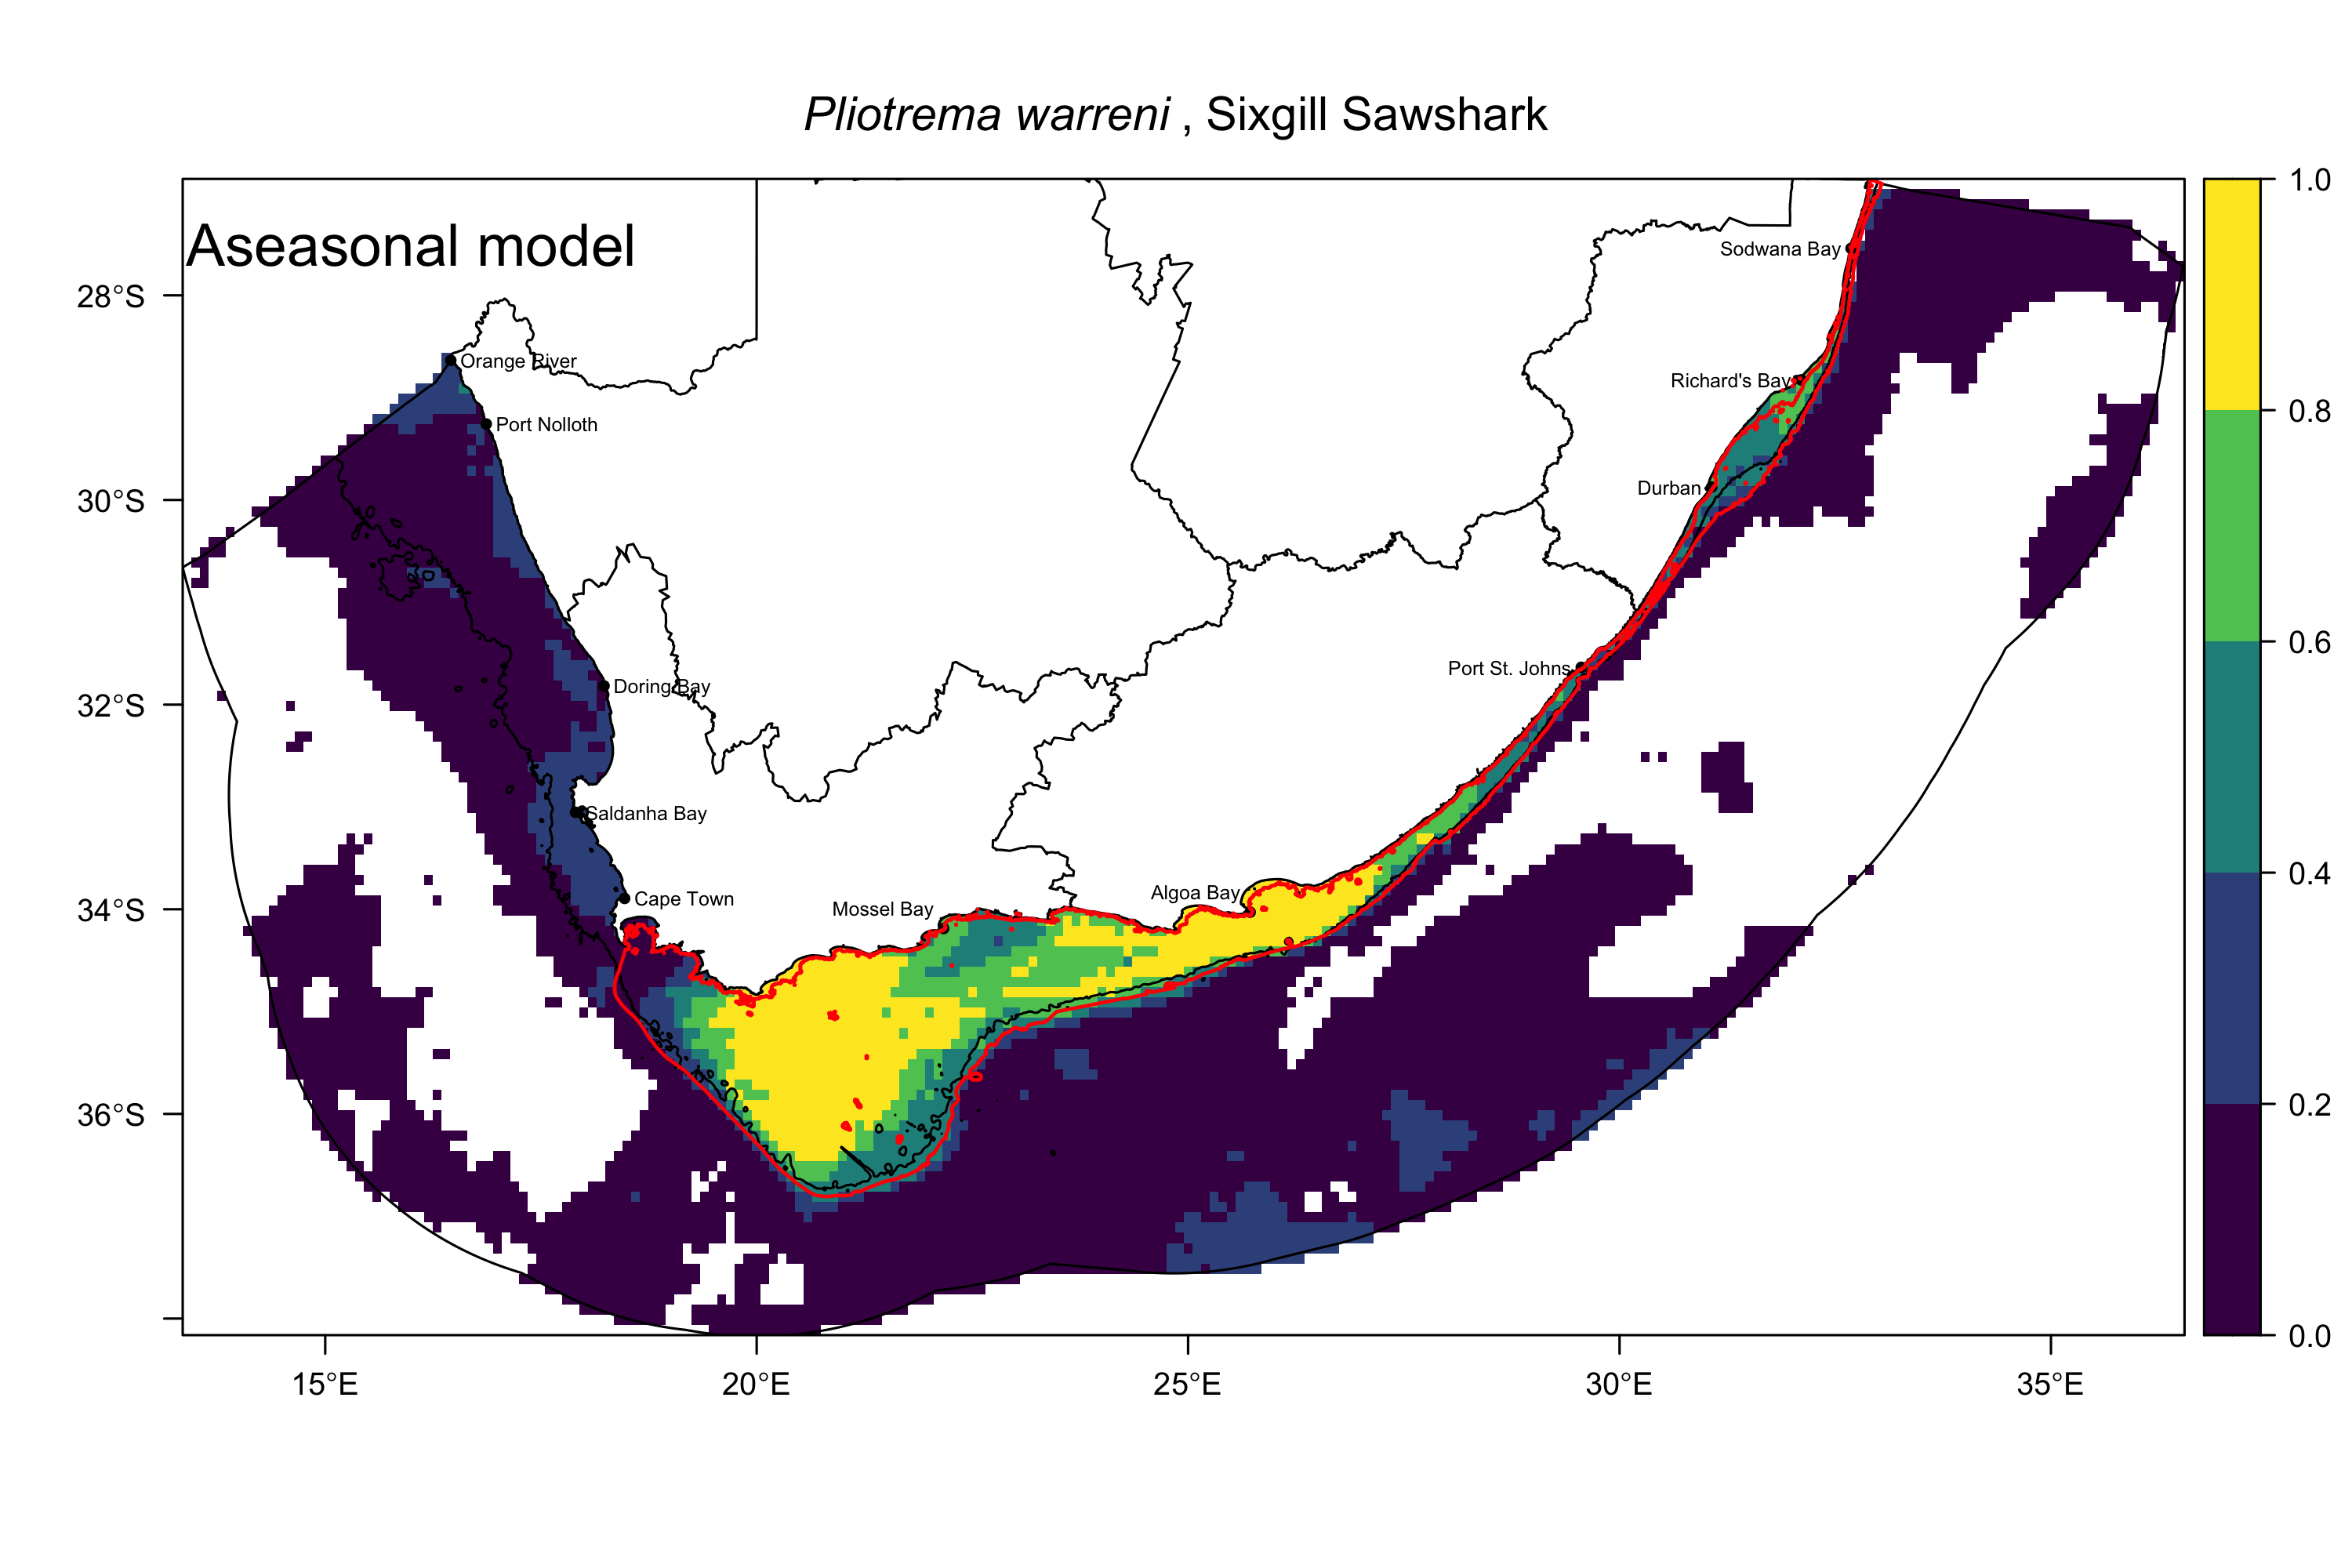 Pliotrema warreni , Sixgill Sawshark
Aseasonal model
28°S
30°S
32°S
34°S
36°S
15°E
20°E
25°E
30°E
35°E
Orange River
Port Nolloth
Doring Bay
Saldanha Bay
Cape Town
Mossel Bay
Algoa Bay
Port St. Johns
Durban
Richard's Bay
Sodwana Bay
1.0
0.8
0.6
0.4
0.2
0.0